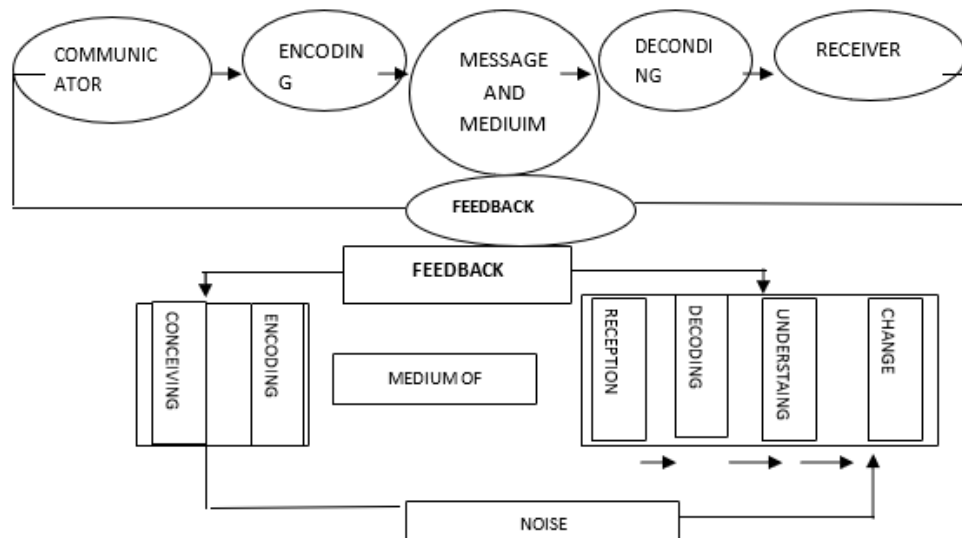 COMMUNIC
ATOR
ENCODIN
G
MESSAGE
AND
MEDIUIM
DECONDI
NG
RECEIVER
FEEDBACK
FEEDBACK
CONCEIVING
ENCODING
MEDIUM OF
RECEPTION
DECODING
UNDERSTAING
CHANGE
NOISE